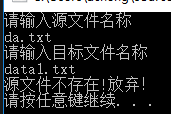 请输入源文件名称
da.txt
请输入目标文件名称
data1.txt
源文件不存在!放弃!
请按任意键继续. . .